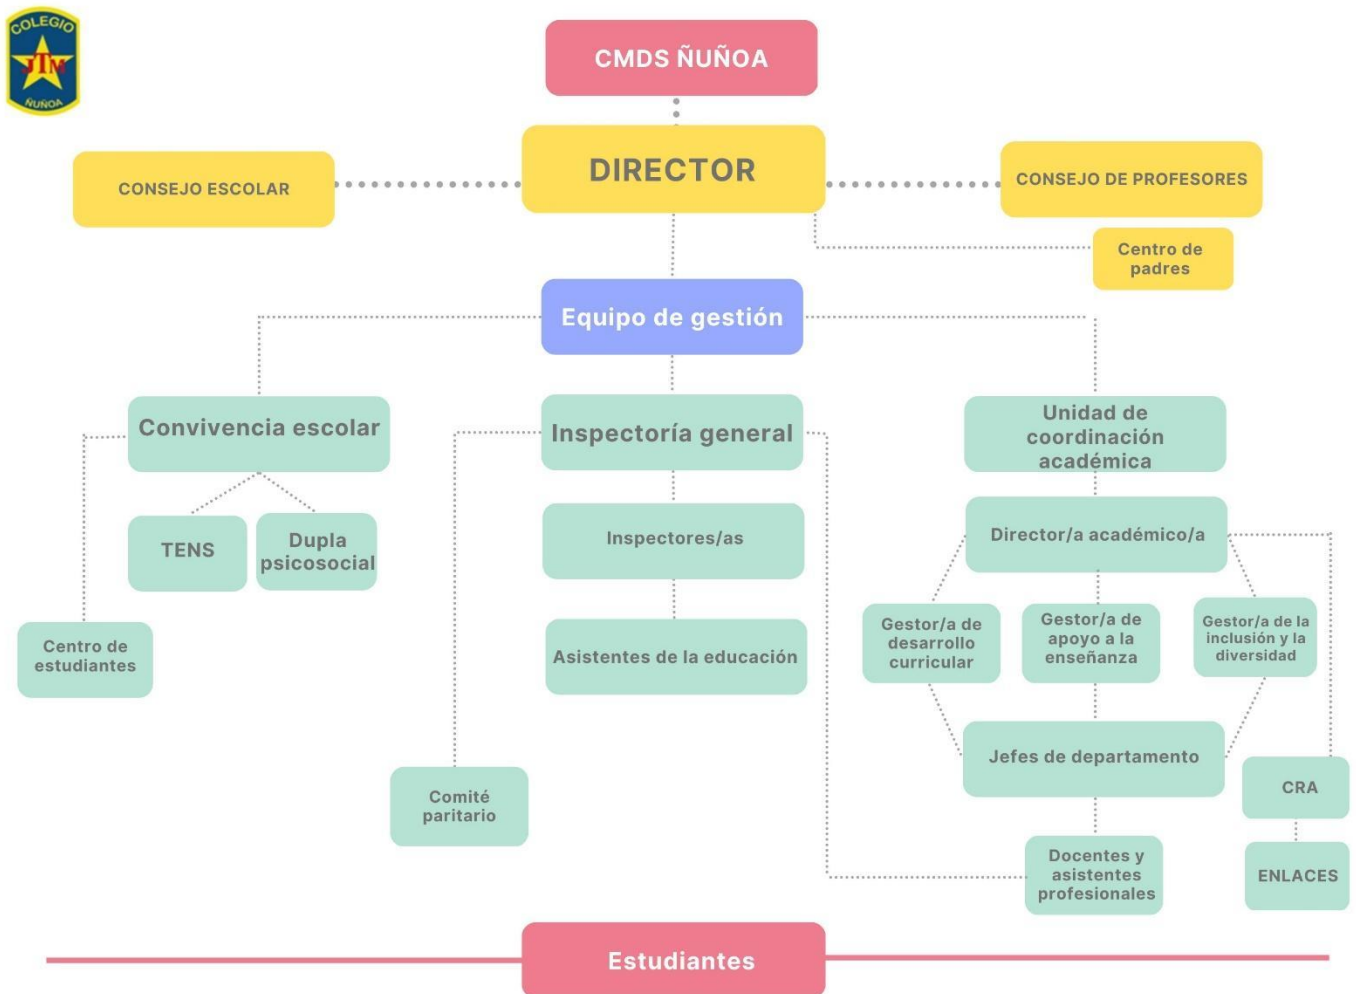 COLEGIO
JTM
ÑUÑOA
CMDS ÑUÑOA
DIRECTOR
CONSEJO ESCOLAR
CONSEJO DE PROFESORES
Centro de
padres
Equipo de gestión
Convivencia escolar
Inspectoría general
Unidad de
coordinación
académica
TENS
Dupla
psicosocial
Inspectores/as
Director/a académico/a
Centro de
estudiantes
Asistentes de la educación
Gestor/a de
desarrollo
curricular
Gestor/a de
apoyo a la
enseñanza
Gestor/a de la
inclusión y la
diversidad
Jefes de departamento
Comité
paritario
CRA
Docentes y
asistentes
profesionales
ENLACES
Estudiantes